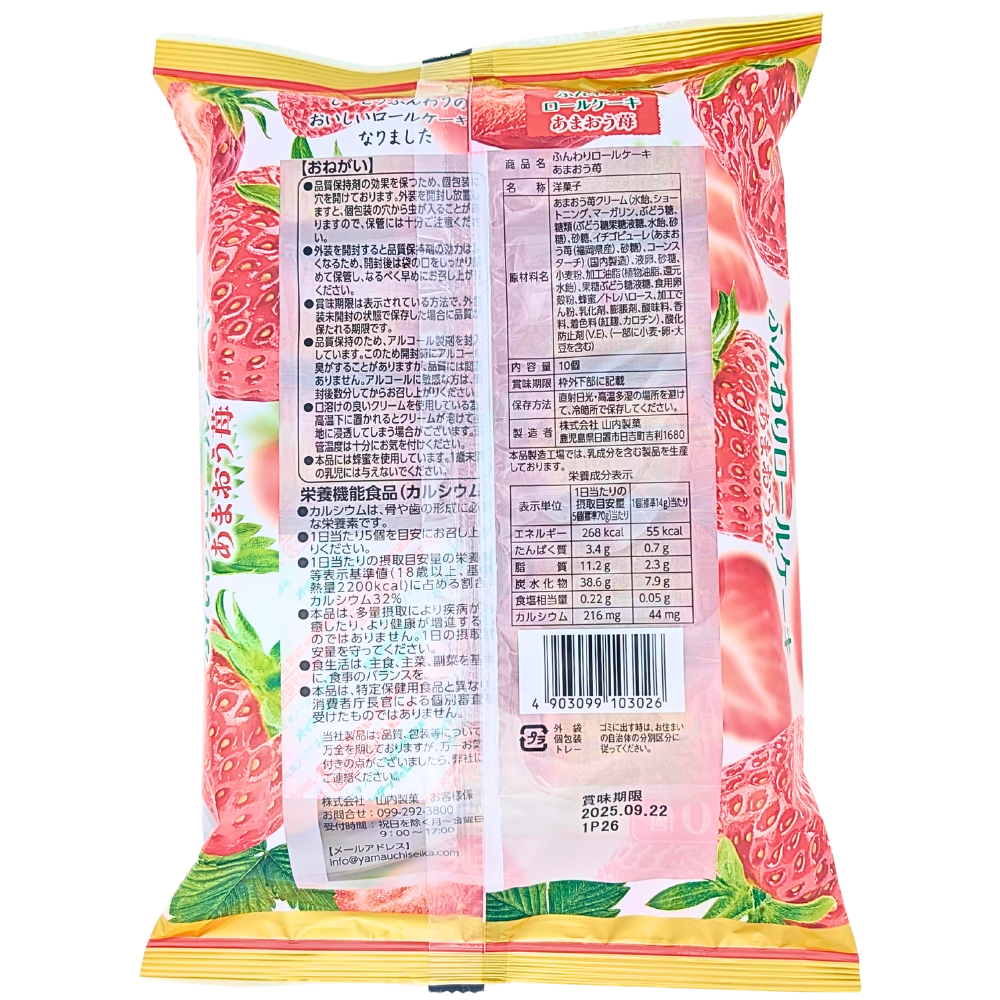 しっとりふんわりの
おいしいロールケーキ
なりました
ふんわり
ロールケーキ
あまおう苺
【おねがい】
●品質保持剤の効果を保つため、個包装に
穴を開けております。外装を開封し放置し
ますと、個包装の穴から虫が入ることがあ
りますので、保管には十分ご注意くださ
い。
●外装を開封すると品質保持剤の効力は
くなるため、開封後は袋の口をしっかり
めて保管し、なるべく早めにお召し上がり
ください。
●賞味期限は表示されている方法で、外
装未開封の状態で保存した場合に品質
保たれる期限です。
●品質保持のため、アルコール製剤を封入
しています。このため開封時にアルコール
臭がすることがありますが、品質には問
ありません。アルコールに敏感な方は、
封後数分してからお召し上がりください。
●口溶けの良いクリームを使用している
高温下に置かれるとクリームが溶けて
地に浸透してしまう場合がございます。
管温度は十分にお気を付けください。
●本品には蜂蜜を使用しています。1歳未
の乳児には与えないでください。
栄養機能食品(カルシウム
●カルシウムは、骨や歯の形成に必
な栄養素です。
●1日当たり5個を目安にお召し上
りください。
●1日当たりの摂取目安量の栄養
等表示基準値(18歳以上、基
熱量2200kcal)に占める割合
カルシウム32%
●本品は、多量摂取により疾病が
癒したり、より健康が増進する
のではありません。1日の摂取
安量を守ってください。
●食生活は、主食、主菜、副菜を基
に、食事のバランスを。
●本品は、特定保健用食品と異なり
消費者庁長官による個別審査
受けたものではありません。
当社製品は、品質、包装等について
万全を期しておりますが、万一お気
付きの点がございましたら、弊社に
ご連絡ください。
株式会社 山内製菓 お客様係
お問合せ:099-292-3800
受付時間:祝日を除く月~金曜日
9:00~17:00
【メールアドレス】
info@yamauchiseika.com
商品名 ふんわりロールケーキ
あまおう苺
名 称 洋菓子
原材料名 あまおう苺クリーム(水飴、ショー
トニング、マーガリン、ぶどう糖、
糖類(ぶどう糖果糖液糖、水飴、砂
糖)、砂糖、イチゴピューレ(あまお
う苺(福岡県産)、砂糖)、コーンス
ターチ)(国内製造)、液卵、砂糖、
小麦粉、加工油脂(植物油脂、還元
水飴)、果糖ぶどう糖液糖、食用卵
殻粉、蜂蜜/トレハロース、加工で
ん粉、乳化剤、膨脹剤、酸味料、香
料、着色料(紅麹、カロチン)、酸化
防止剤(V.E)、(一部に小麦・卵・大
豆を含む)
内容量 10個
賞味期限 枠外下部に記載
保存方法 直射日光・高温多湿の場所を避け
て、冷暗所で保存してください。
製造者 株式会社 山内製菓
鹿児島県日置市日吉町吉利1680
本品製造工場では、乳成分を含む製品を生産
しております。
栄養成分表示
表示単位 1日当たりの摂取目安量5個(標準70g)当たり 1個(標準14g)当たり
エネルギー 268 kcal 55 kcal
たんぱく質 3.4 g 0.7 g
脂質 11.2 g 2.3 g
炭水化物 38.6 g 7.9 g
食塩相当量 0.22 g 0.05 g
カルシウム 216 mg 44 mg
4 903099 103026
プラ
外 袋
個包装
トレー
ゴミに出す時は、お住まい
の自治体の分別区分に
従ってください。
賞味期限
2025.09.22
1P26
あまおう苺
ふんわりロールケーキ
あまおう苺